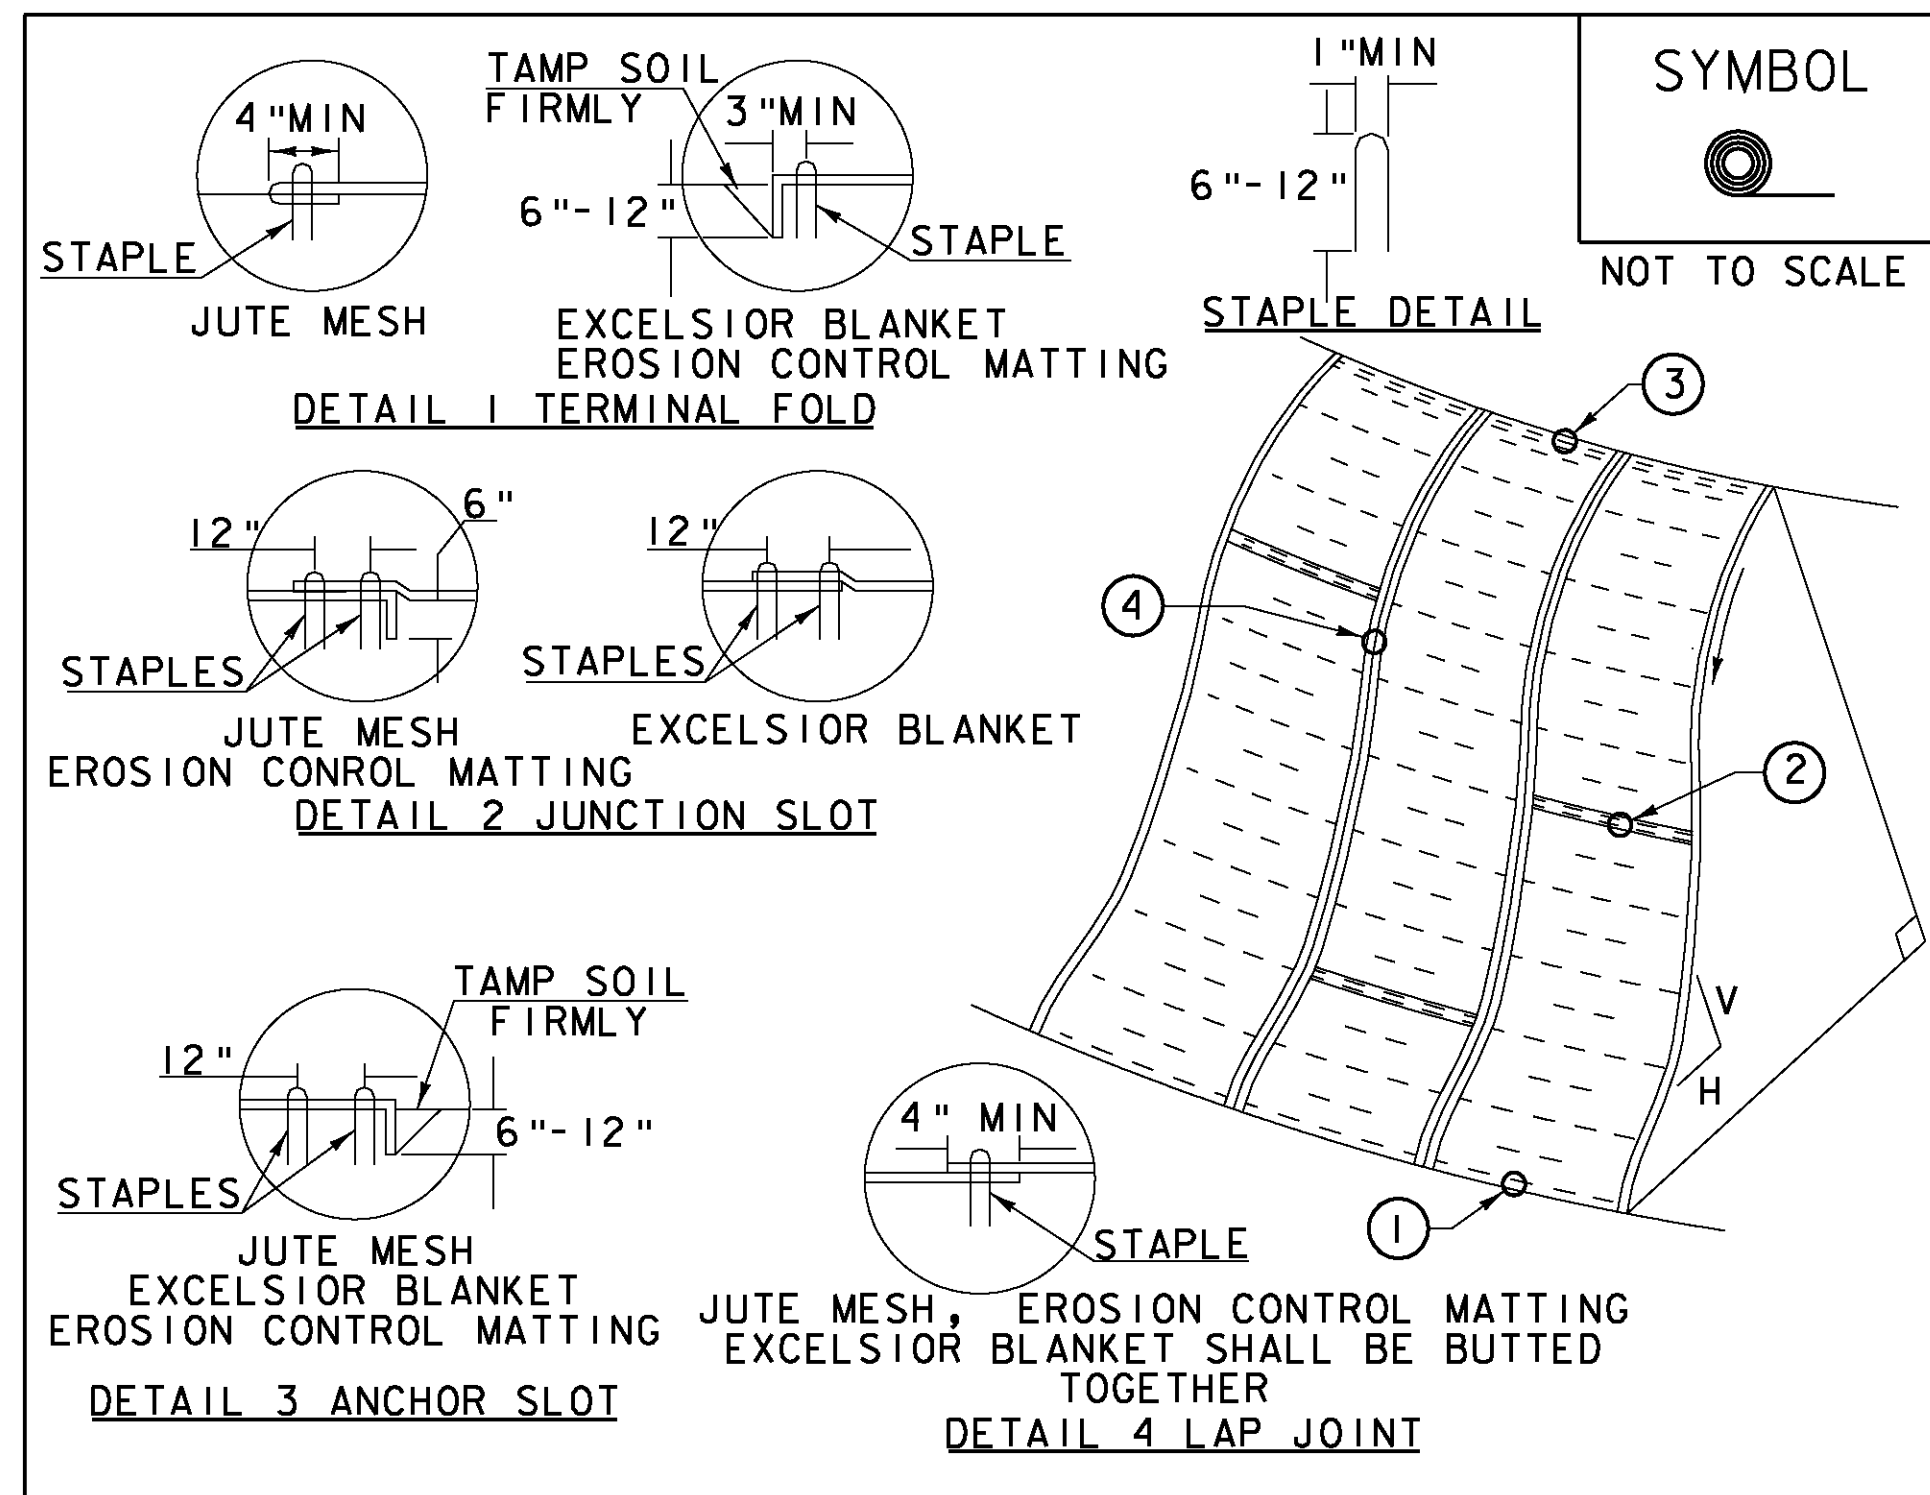 TAMP SOIL
FIRMLY
4"MIN
3"MIN
6"-12"
STAPLE
STAPLE
JUTE MESH
EXCELSIOR BLANKET
EROSION CONTROL MATTING
DETAIL 1 TERMINAL FOLD
1"MIN
6"-12"
STAPLE DETAIL
SYMBOL
NOT TO SCALE
12"
6"
STAPLES
JUTE MESH
EROSION CONROL MATTING
12"
STAPLES
EXCELSIOR BLANKET
DETAIL 2 JUNCTION SLOT
3
4
2
V
H
1
TAMP SOIL
FIRMLY
12"
6"-12"
STAPLES
JUTE MESH
EXCELSIOR BLANKET
EROSION CONTROL MATTING
DETAIL 3 ANCHOR SLOT
4" MIN
STAPLE
JUTE MESH, EROSION CONTROL MATTING
EXCELSIOR BLANKET SHALL BE BUTTED
TOGETHER
DETAIL 4 LAP JOINT